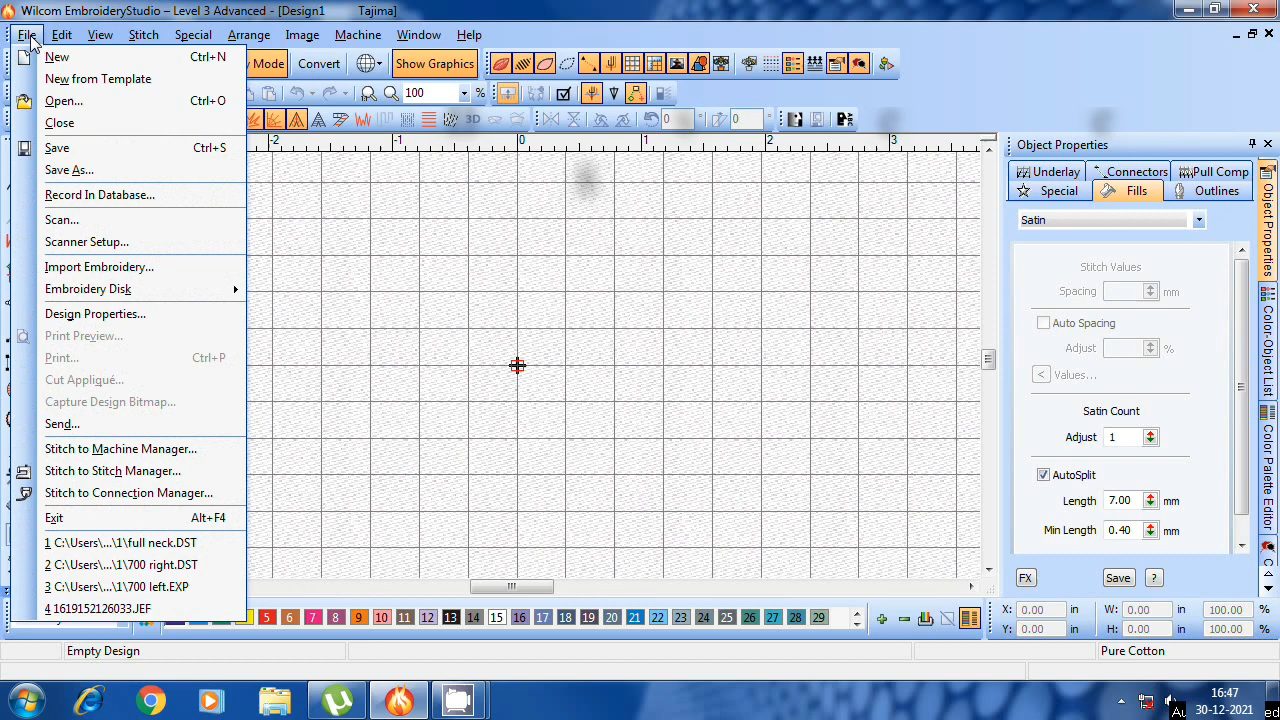 Wilcom EmbroideryStudio – Level 3 Advanced - [Design1 Tajima]
File Edit View Stitch Special Arrange Image Machine Window Help
New Ctrl+N
New from Template
Open... Ctrl+O
Close
Save Ctrl+S
Save As...
Record In Database...
Scan...
Scanner Setup...
Import Embroidery...
Embroidery Disk
Design Properties...
Print Preview...
Print... Ctrl+P
Cut Appliqué...
Capture Design Bitmap...
Send...
Stitch to Machine Manager...
Stitch to Stitch Manager...
Stitch to Connection Manager...
Exit Alt+F4
1 C:\Users\...\1\full neck.DST
2 C:\Users\...\1\700 right.DST
3 C:\Users\...\1\700 left.EXP
4 1619152126033.JEF
Mode Convert Show Graphics
100 %
3D 0 0
-2 -1 0 1 2 3
Object Properties
Underlay Connectors Pull Comp
Special Fills Outlines
Satin
Stitch Values
Spacing mm
Auto Spacing
Adjust %
< Values...
Satin Count
Adjust 1
AutoSplit
Length 7.00 mm
Min Length 0.40 mm
FX Save ?
Object Properties
Color-Object List
Color Palette Editor
5 6 7 8 9 10 11 12 13 14 15 16 17 18 19 20 21 22 23 24 25 26 27 28 29
X: 0.00 in W: 0.00 in 100.00 %
Y: 0.00 in H: 0.00 in 100.00 %
Empty Design Pure Cotton
16:47
30-12-2021